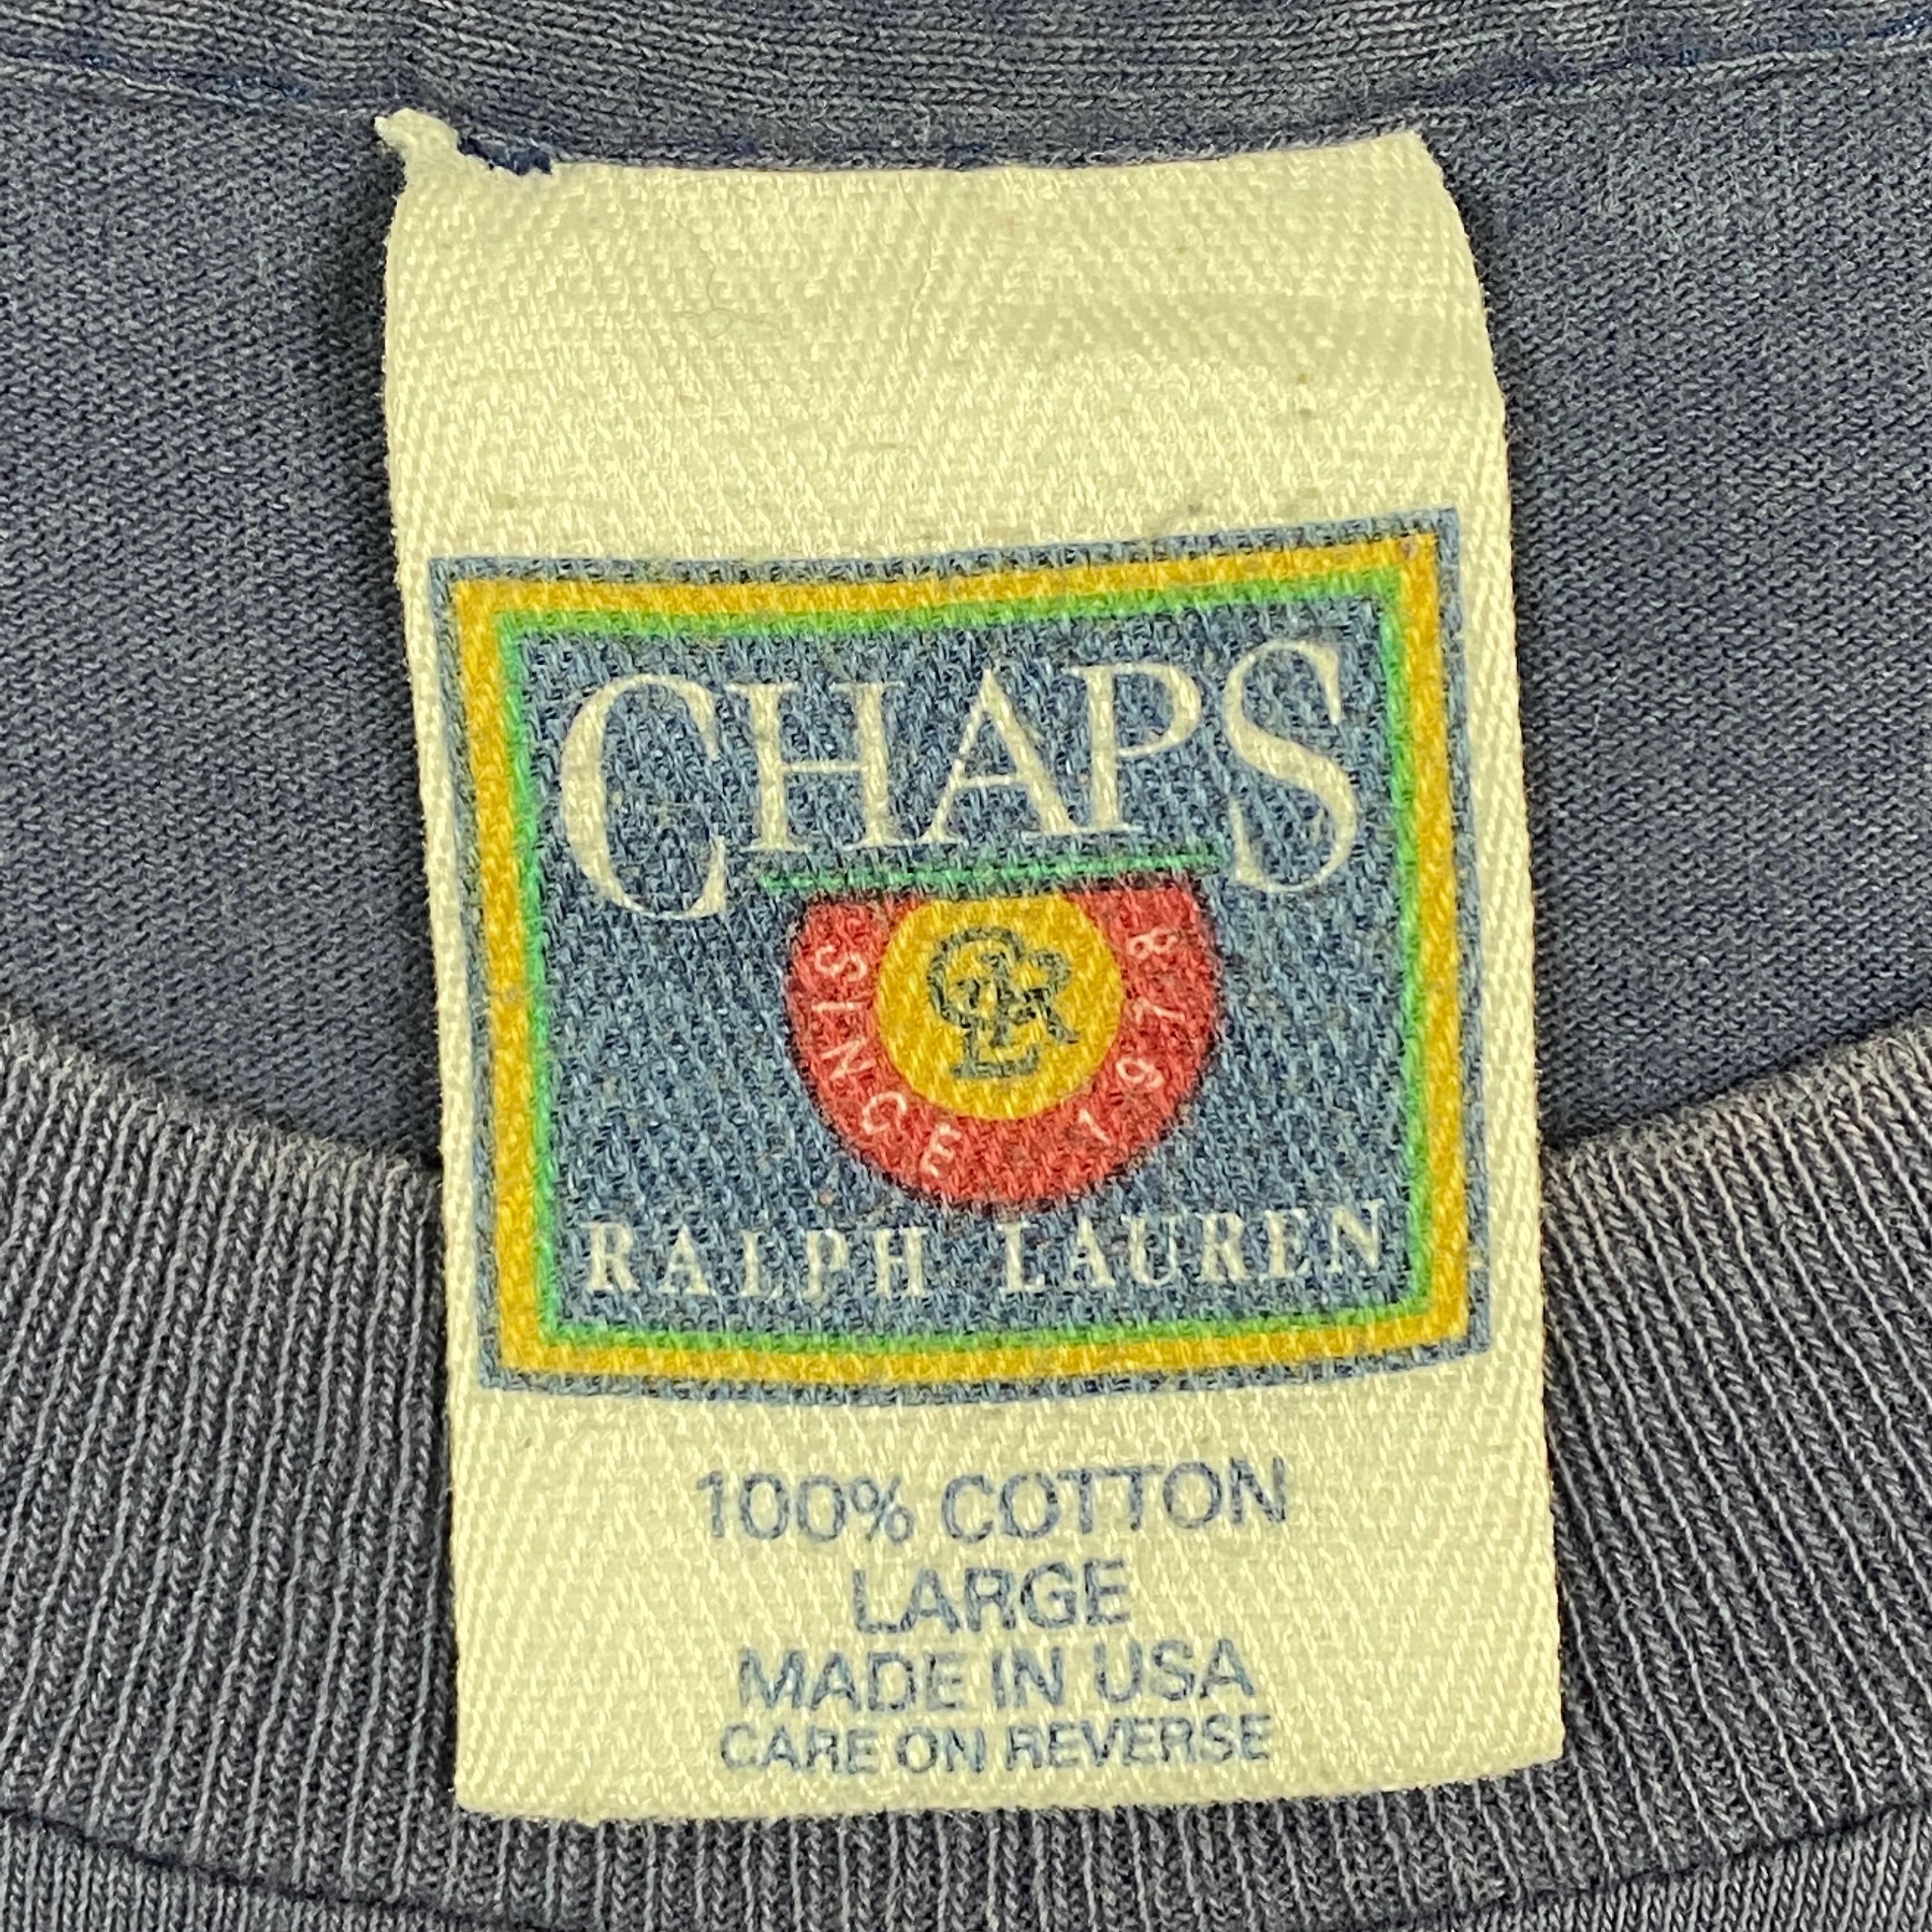 CHAPS
SINCE 1978
RALPH LAUREN
100% COTTON
LARGE
MADE IN USA
CARE ON REVERSE